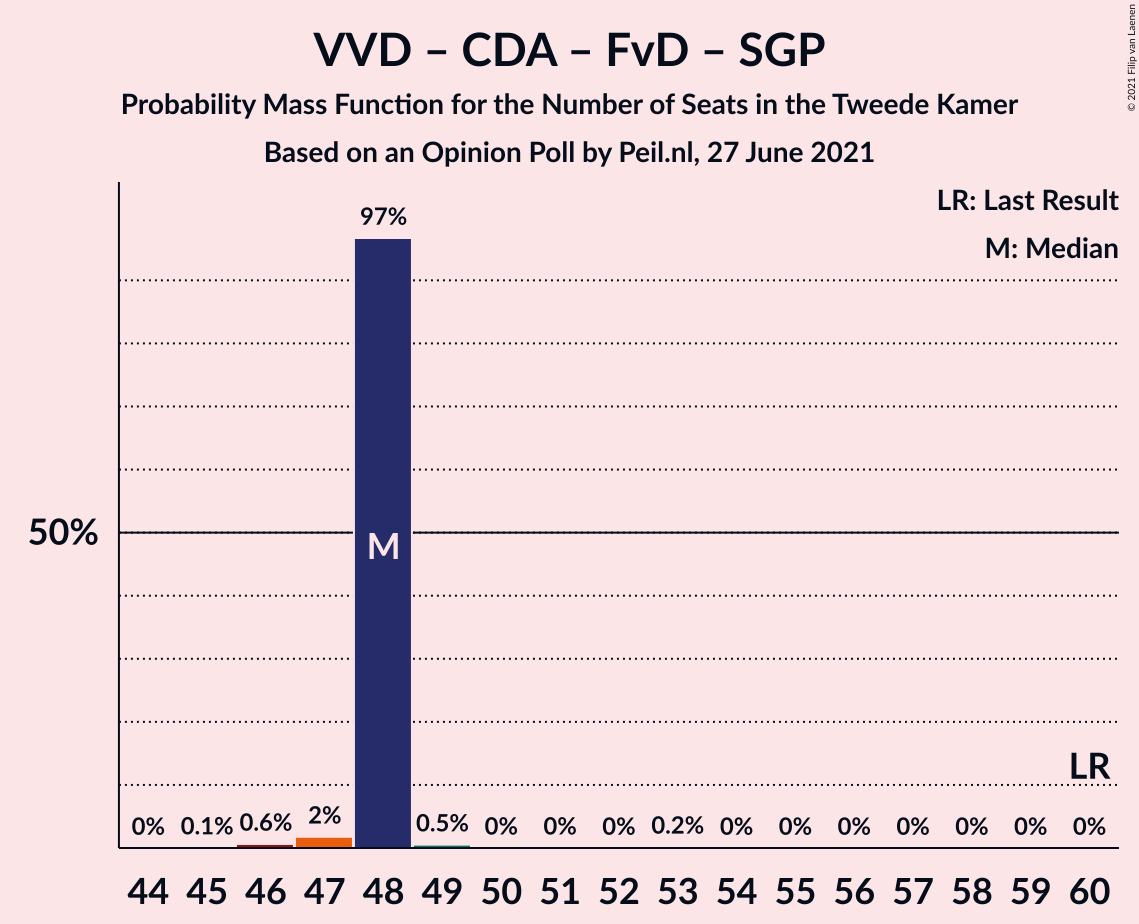 VVD – CDA – FvD – SGP
Probability Mass Function for the Number of Seats in the Tweede Kamer
Based on an Opinion Poll by Peil.nl, 27 June 2021
© 2021 Filip van Laenen
LR: Last Result
M: Median
97%
50%
M
LR
0% 0.1% 0.6% 2% 0.5% 0% 0% 0% 0.2% 0% 0% 0% 0% 0% 0% 0%
44 45 46 47 48 49 50 51 52 53 54 55 56 57 58 59 60